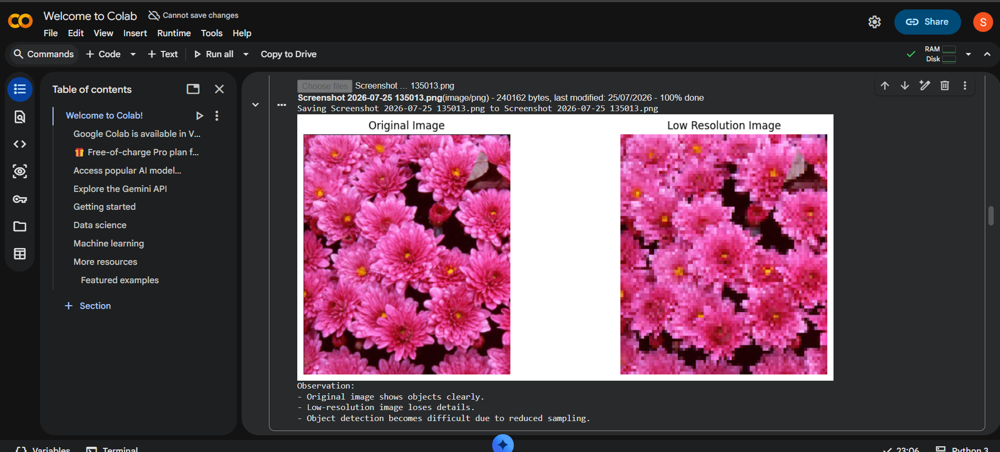 Welcome to Colab
Cannot save changes
File Edit View Insert Runtime Tools Help
Share
S
Commands + Code + Text Run all Copy to Drive
RAM
Disk
Table of contents
Welcome to Colab!
Google Colab is available in V...
Free-of-charge Pro plan f...
Access popular AI model...
Explore the Gemini API
Getting started
Data science
Machine learning
More resources
Featured examples
+ Section
Choose files Screenshot ... 135013.png
Screenshot 2026-07-25 135013.png(image/png) - 240162 bytes, last modified: 25/07/2026 - 100% done
Saving Screenshot 2026-07-25 135013.png to Screenshot 2026-07-25 135013.png
Original Image
Low Resolution Image
Observation:
- Original image shows objects clearly.
- Low-resolution image loses details.
- Object detection becomes difficult due to reduced sampling.
Variables Terminal
23:06 Python 3